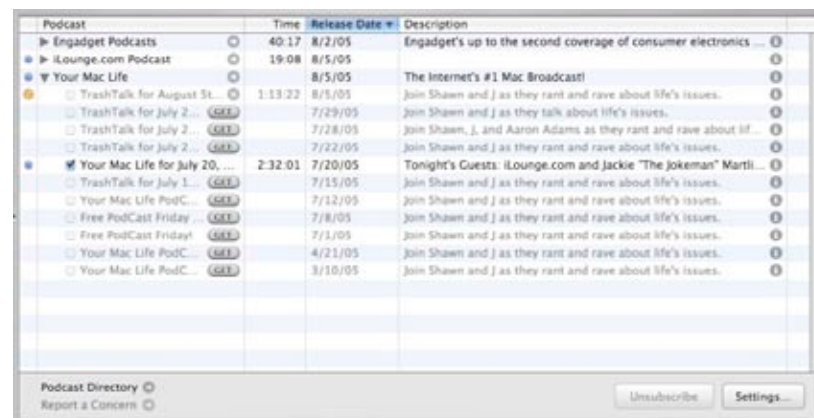 Podcast Time Release Date Description
Engadget Podcasts 40:17 8/2/05 Engadget's up to the second coverage of consumer electronics ...
iLounge.com Podcast 19:08 8/5/05
Your Mac Life 8/5/05 The Internet's #1 Mac Broadcast!
TrashTalk for August St... 1:13:22 8/5/05 Join Shawn and J as they rant and rave about life's issues.
TrashTalk for July 2... GET 7/29/05 Join Shawn and J as they talk about life's issues.
TrashTalk for July 2... GET 7/28/05 Join Shawn, J, and Aaron Adams as they rant and rave about lif...
TrashTalk for July 2... GET 7/22/05 Join Shawn and J as they rant and rave about life's issues.
Your Mac Life for July 20, ... 2:32:01 7/20/05 Tonight's Guests: iLounge.com and Jackie "The Jokeman" Martli...
TrashTalk for July 1... GET 7/15/05 Join Shawn and J as they rant and rave about life's issues.
Your Mac Life PodC... GET 7/12/05 Join Shawn and J as they rant and rave about life's issues.
Free PodCast Friday ... GET 7/8/05 Join Shawn and J as they rant and rave about life's issues.
Free PodCast Friday! GET 7/1/05 Join Shawn and J as they rant and rave about life's issues.
Your Mac Life PodC... GET 4/21/05 Join Shawn and J as they rant and rave about life's issues.
Your Mac Life PodC... GET 3/10/05 Join Shawn and J as they rant and rave about life's issues.
Podcast Directory
Report a Concern
Unsubscribe Settings...